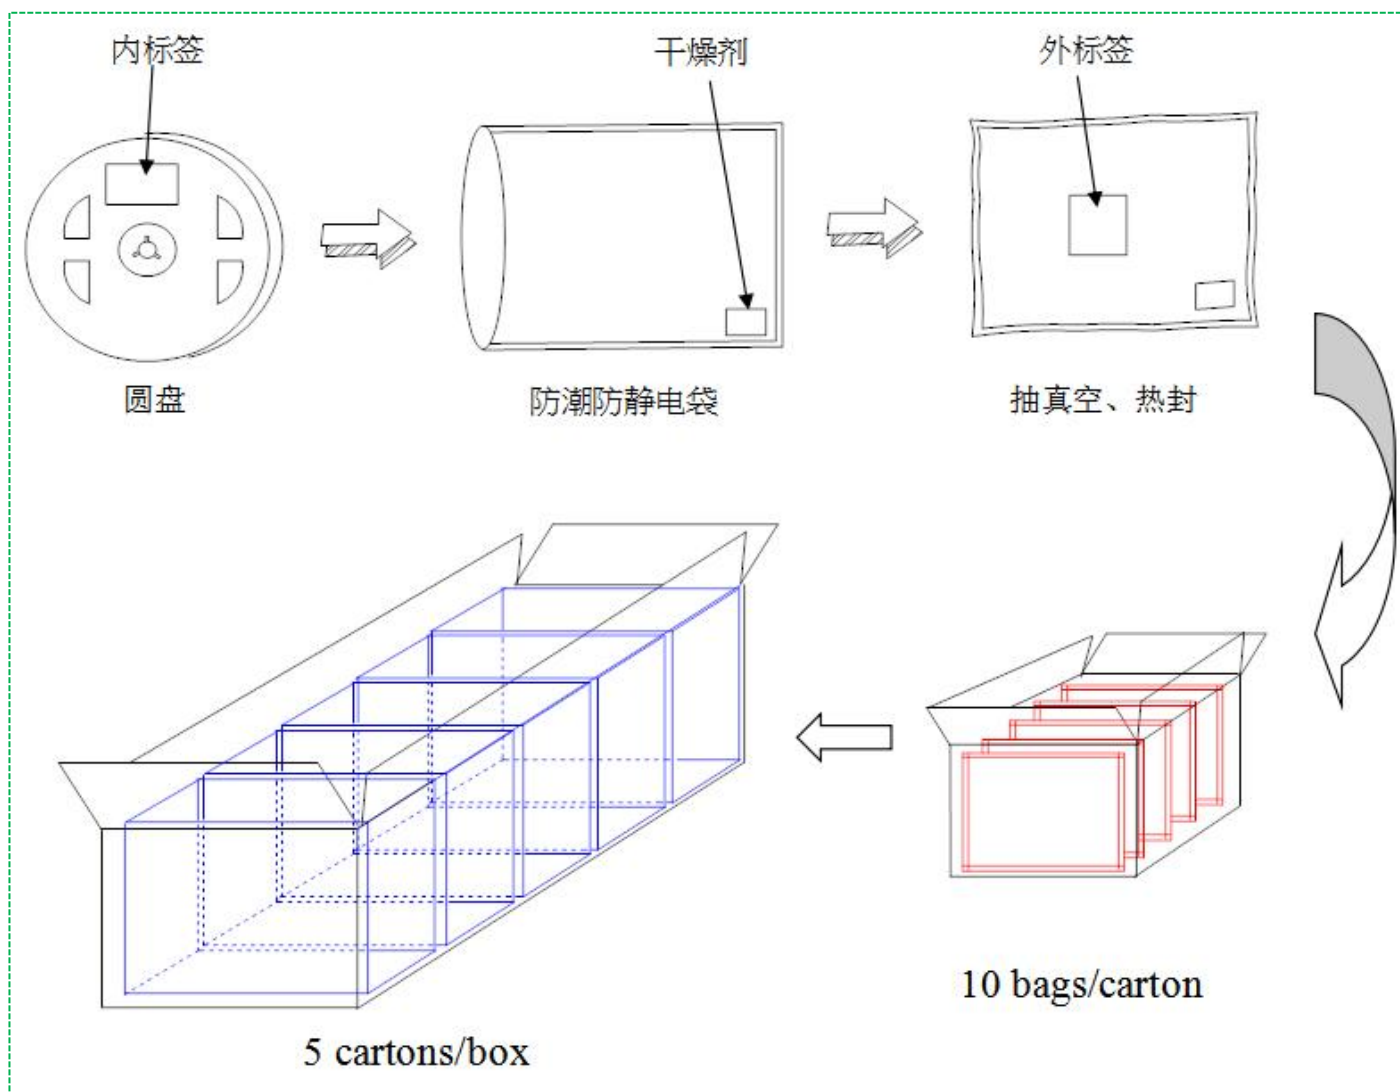 内标签
干燥剂
外标签
圆盘
防潮防静电袋
抽真空、热封
10 bags/carton
5 cartons/box